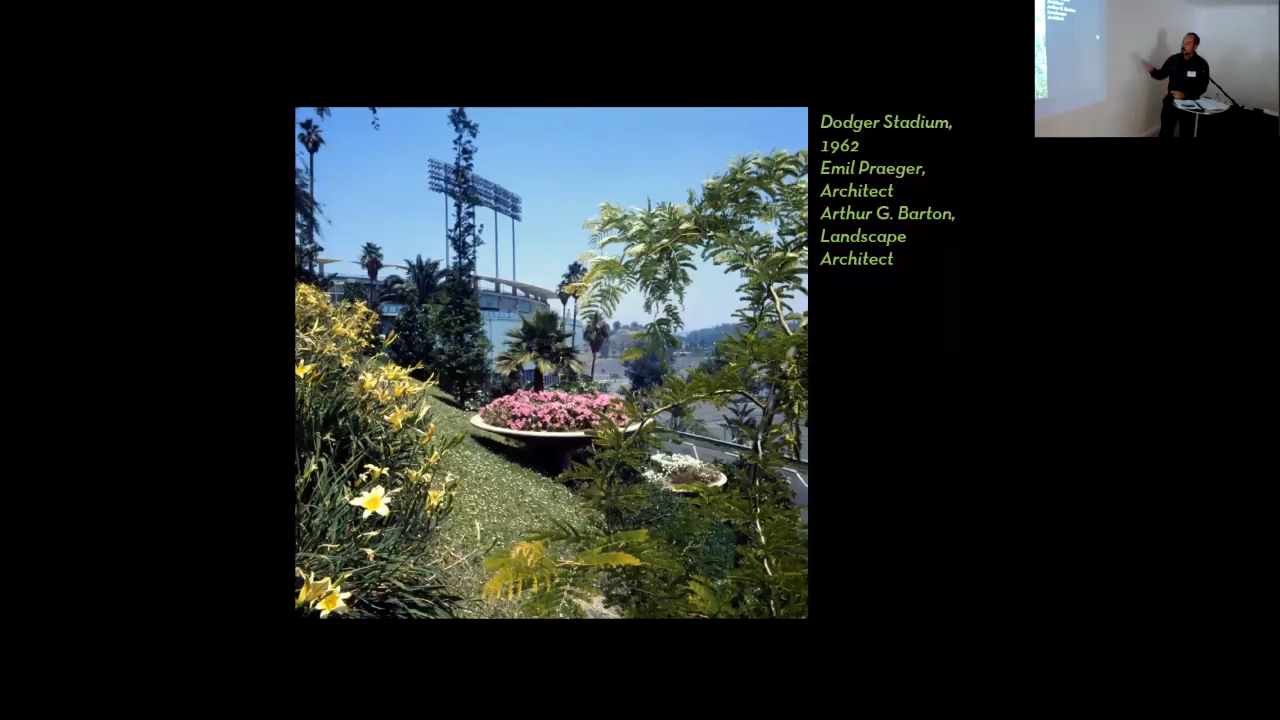 Dodger Stadium,
1962
Emil Praeger,
Architect
Arthur G. Barton,
Landscape
Architect